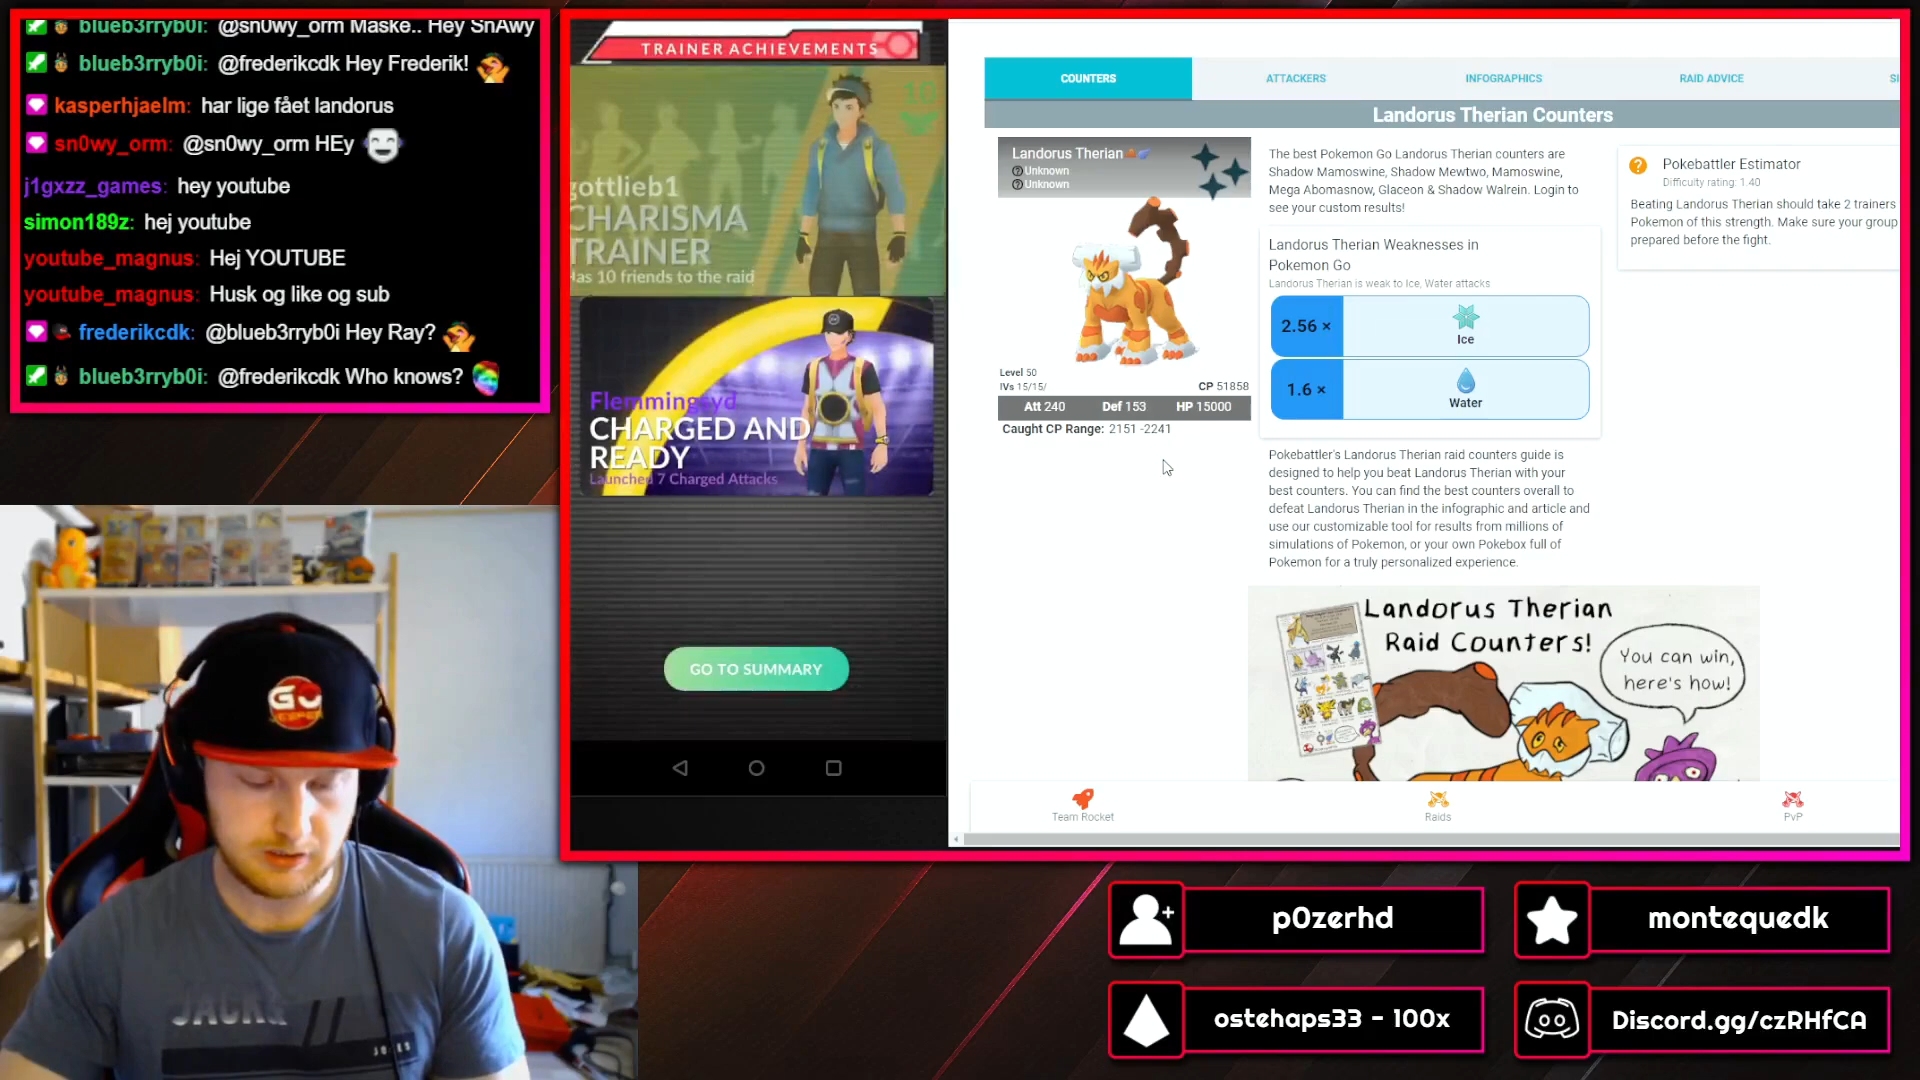 blueb3rryb0i: @sn0wy_orm Maske.. Hey SnAwy
blueb3rryb0i: @frederikcdk Hey Frederik!
kasperhjaelm: har lige fået landorus
sn0wy_orm: @sn0wy_orm HEy
j1gxzz_games: hey youtube
simon189z: hej youtube
youtube_magnus: Hej YOUTUBE
youtube_magnus: Husk og like og sub
frederikcdk: @blueb3rryb0i Hey Ray?
blueb3rryb0i: @frederikcdk Who knows?
TRAINER ACHIEVEMENTS
10
gottlieb1
CHARISMA
TRAINER
Has 10 friends to the raid
Flemmingsyd
CHARGED AND
READY
Launched 7 Charged Attacks
GO TO SUMMARY
COUNTERS
ATTACKERS
INFOGRAPHICS
RAID ADVICE
Landorus Therian Counters
Landorus Therian
Unknown
Unknown
Level 50
IVs 15/15/
CP 51858
Att 240
Def 153
HP 15000
Caught CP Range: 2151 -2241
The best Pokemon Go Landorus Therian counters are
Shadow Mamoswine, Shadow Mewtwo, Mamoswine,
Mega Abomasnow, Glaceon & Shadow Walrein. Login to
see your custom results!
Landorus Therian Weaknesses in
Pokemon Go
Landorus Therian is weak to Ice, Water attacks
2.56 ×
Ice
1.6 ×
Water
Pokebattler's Landorus Therian raid counters guide is
designed to help you beat Landorus Therian with your
best counters. You can find the best counters overall to
defeat Landorus Therian in the infographic and article and
use our customizable tool for results from millions of
simulations of Pokemon, or your own Pokebox full of
Pokemon for a truly personalized experience.
Pokebattler Estimator
Difficulty rating: 1.40
Beating Landorus Therian should take 2 trainers
Pokemon of this strength. Make sure your group
prepared before the fight.
Landorus Therian
Raid Counters!
You can win,
here's how!
Team Rocket
Raids
PvP
GO
JACK&
JONES
p0zerhd
montequedk
ostehaps33 - 100x
Discord.gg/czRHfCA